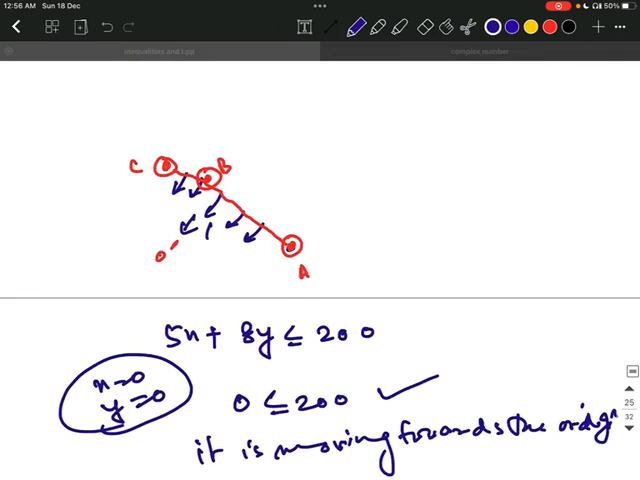 12:56 AM Sun 18 Dec
50%
inequalities and l.pp
complex number
C
B
O
A
5x + 8y ≤ 200
x=0
y=0
0 ≤ 200
it is moving towards the origin
25
32